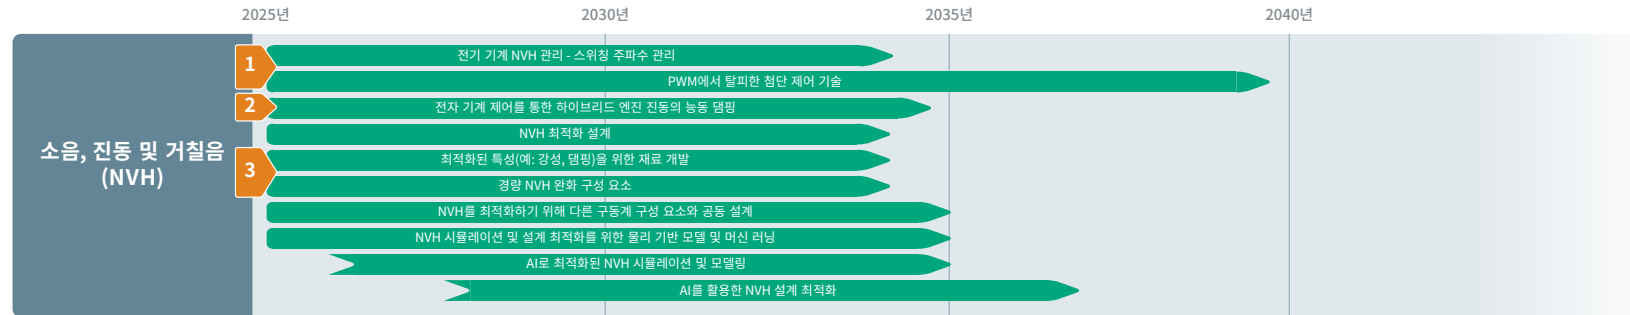 2025년 2030년 2035년 2040년
소음, 진동 및 거칠음
(NVH)
1
전기 기계 NVH 관리 - 스위칭 주파수 관리
PWM에서 탈피한 첨단 제어 기술
2
전자 기계 제어를 통한 하이브리드 엔진 진동의 능동 댐핑
NVH 최적화 설계
3
최적화된 특성(예: 강성, 댐핑)을 위한 재료 개발
경량 NVH 완화 구성 요소
NVH를 최적화하기 위해 다른 구동계 구성 요소와 공동 설계
NVH 시뮬레이션 및 설계 최적화를 위한 물리 기반 모델 및 머신 러닝
AI로 최적화된 NVH 시뮬레이션 및 모델링
AI를 활용한 NVH 설계 최적화